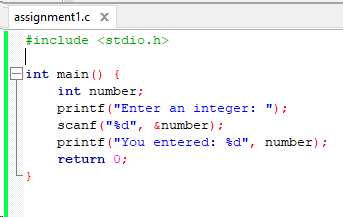 assignment1.c
#include <stdio.h>
int main() {
int number;
printf("Enter an integer: ");
scanf("%d", &number);
printf("You entered: %d", number);
return 0;
}